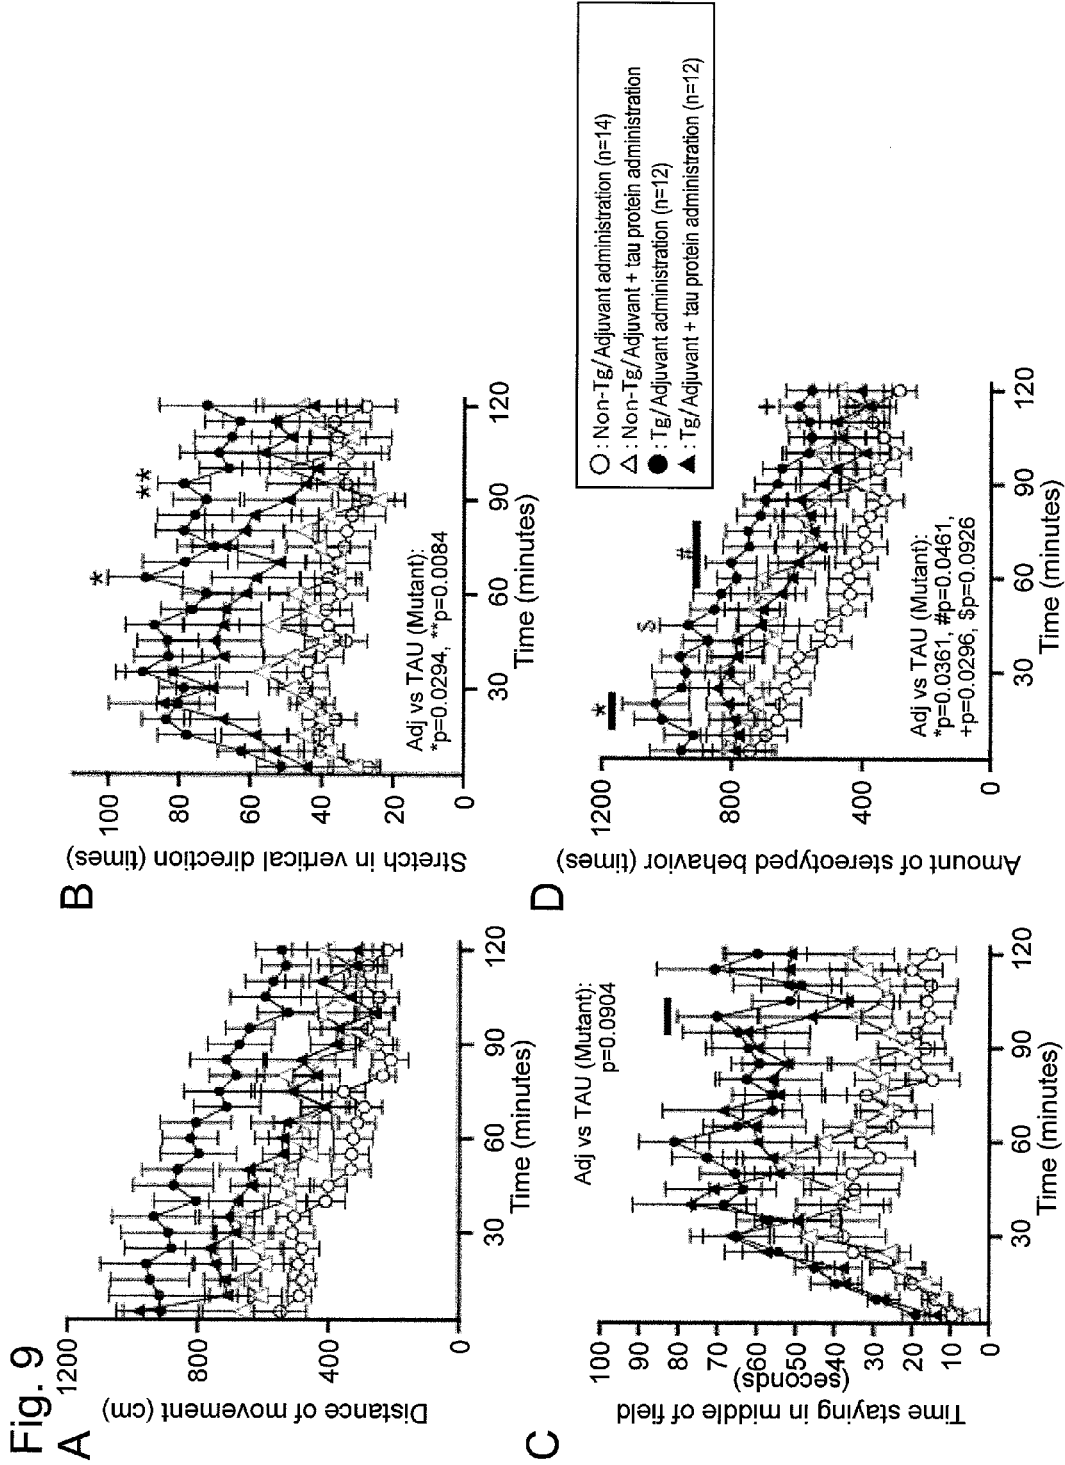 Fig. 9
A
Distance of movement (cm)
1200
800
400
0
30
60
90
120
Time (minutes)
B
Stretch in vertical direction (times)
100
80
60
40
20
0
*
**
Adj vs TAU (Mutant):
*p=0.0294, **p=0.0084
30
60
90
120
Time (minutes)
C
Time staying in middle of field
(seconds)
100
90
80
70
60
50
40
30
20
10
0
Adj vs TAU (Mutant):
p=0.0904
30
60
90
120
Time (minutes)
D
Amount of stereotyped behavior (times)
1200
800
400
0
*
$
#
+
Adj vs TAU (Mutant):
*p=0.0361, #p=0.0461,
+p=0.0296, $p=0.0926
30
60
90
120
Time (minutes)
○ : Non-Tg/Adjuvant administration (n=14)
△ : Non-Tg/Adjuvant + tau protein administration
● : Tg/Adjuvant administration (n=12)
▲ : Tg/Adjuvant + tau protein administration (n=12)